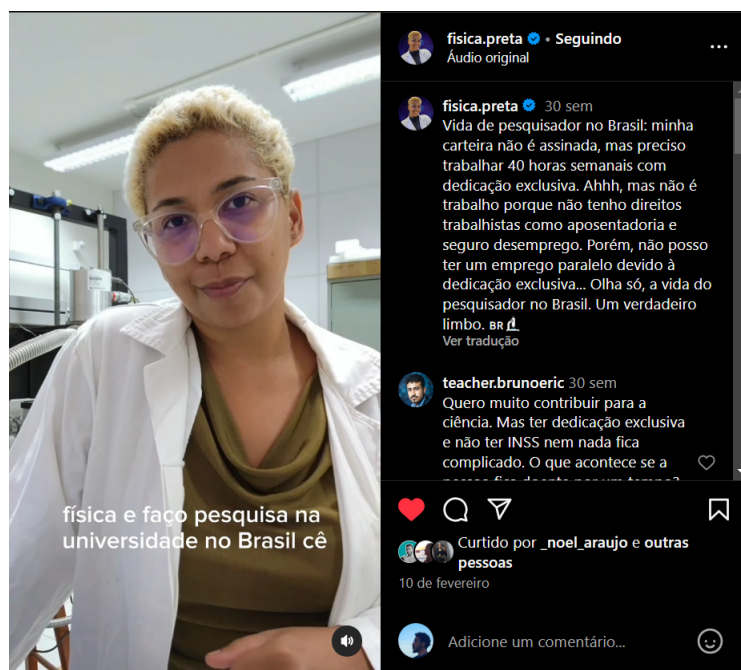 fisica.preta • Seguindo
Áudio original
...
fisica.preta 30 sem
Vida de pesquisador no Brasil: minha
carteira não é assinada, mas preciso
trabalhar 40 horas semanais com
dedicação exclusiva. Ahhh, mas não é
trabalho porque não tenho direitos
trabalhistas como aposentadoria e
seguro desemprego. Porém, não posso
ter um emprego paralelo devido à
dedicação exclusiva... Olha só, a vida do
pesquisador no Brasil. Um verdadeiro
limbo. BR
Ver tradução
teacher.brunoeric 30 sem
Quero muito contribuir para a
ciência. Mas ter dedicação exclusiva
e não ter INSS nem nada fica
complicado. O que acontece se a
física e faço pesquisa na
universidade no Brasil cê
Curtido por _noel_araujo e outras
pessoas
10 de fevereiro
Adicione um comentário...